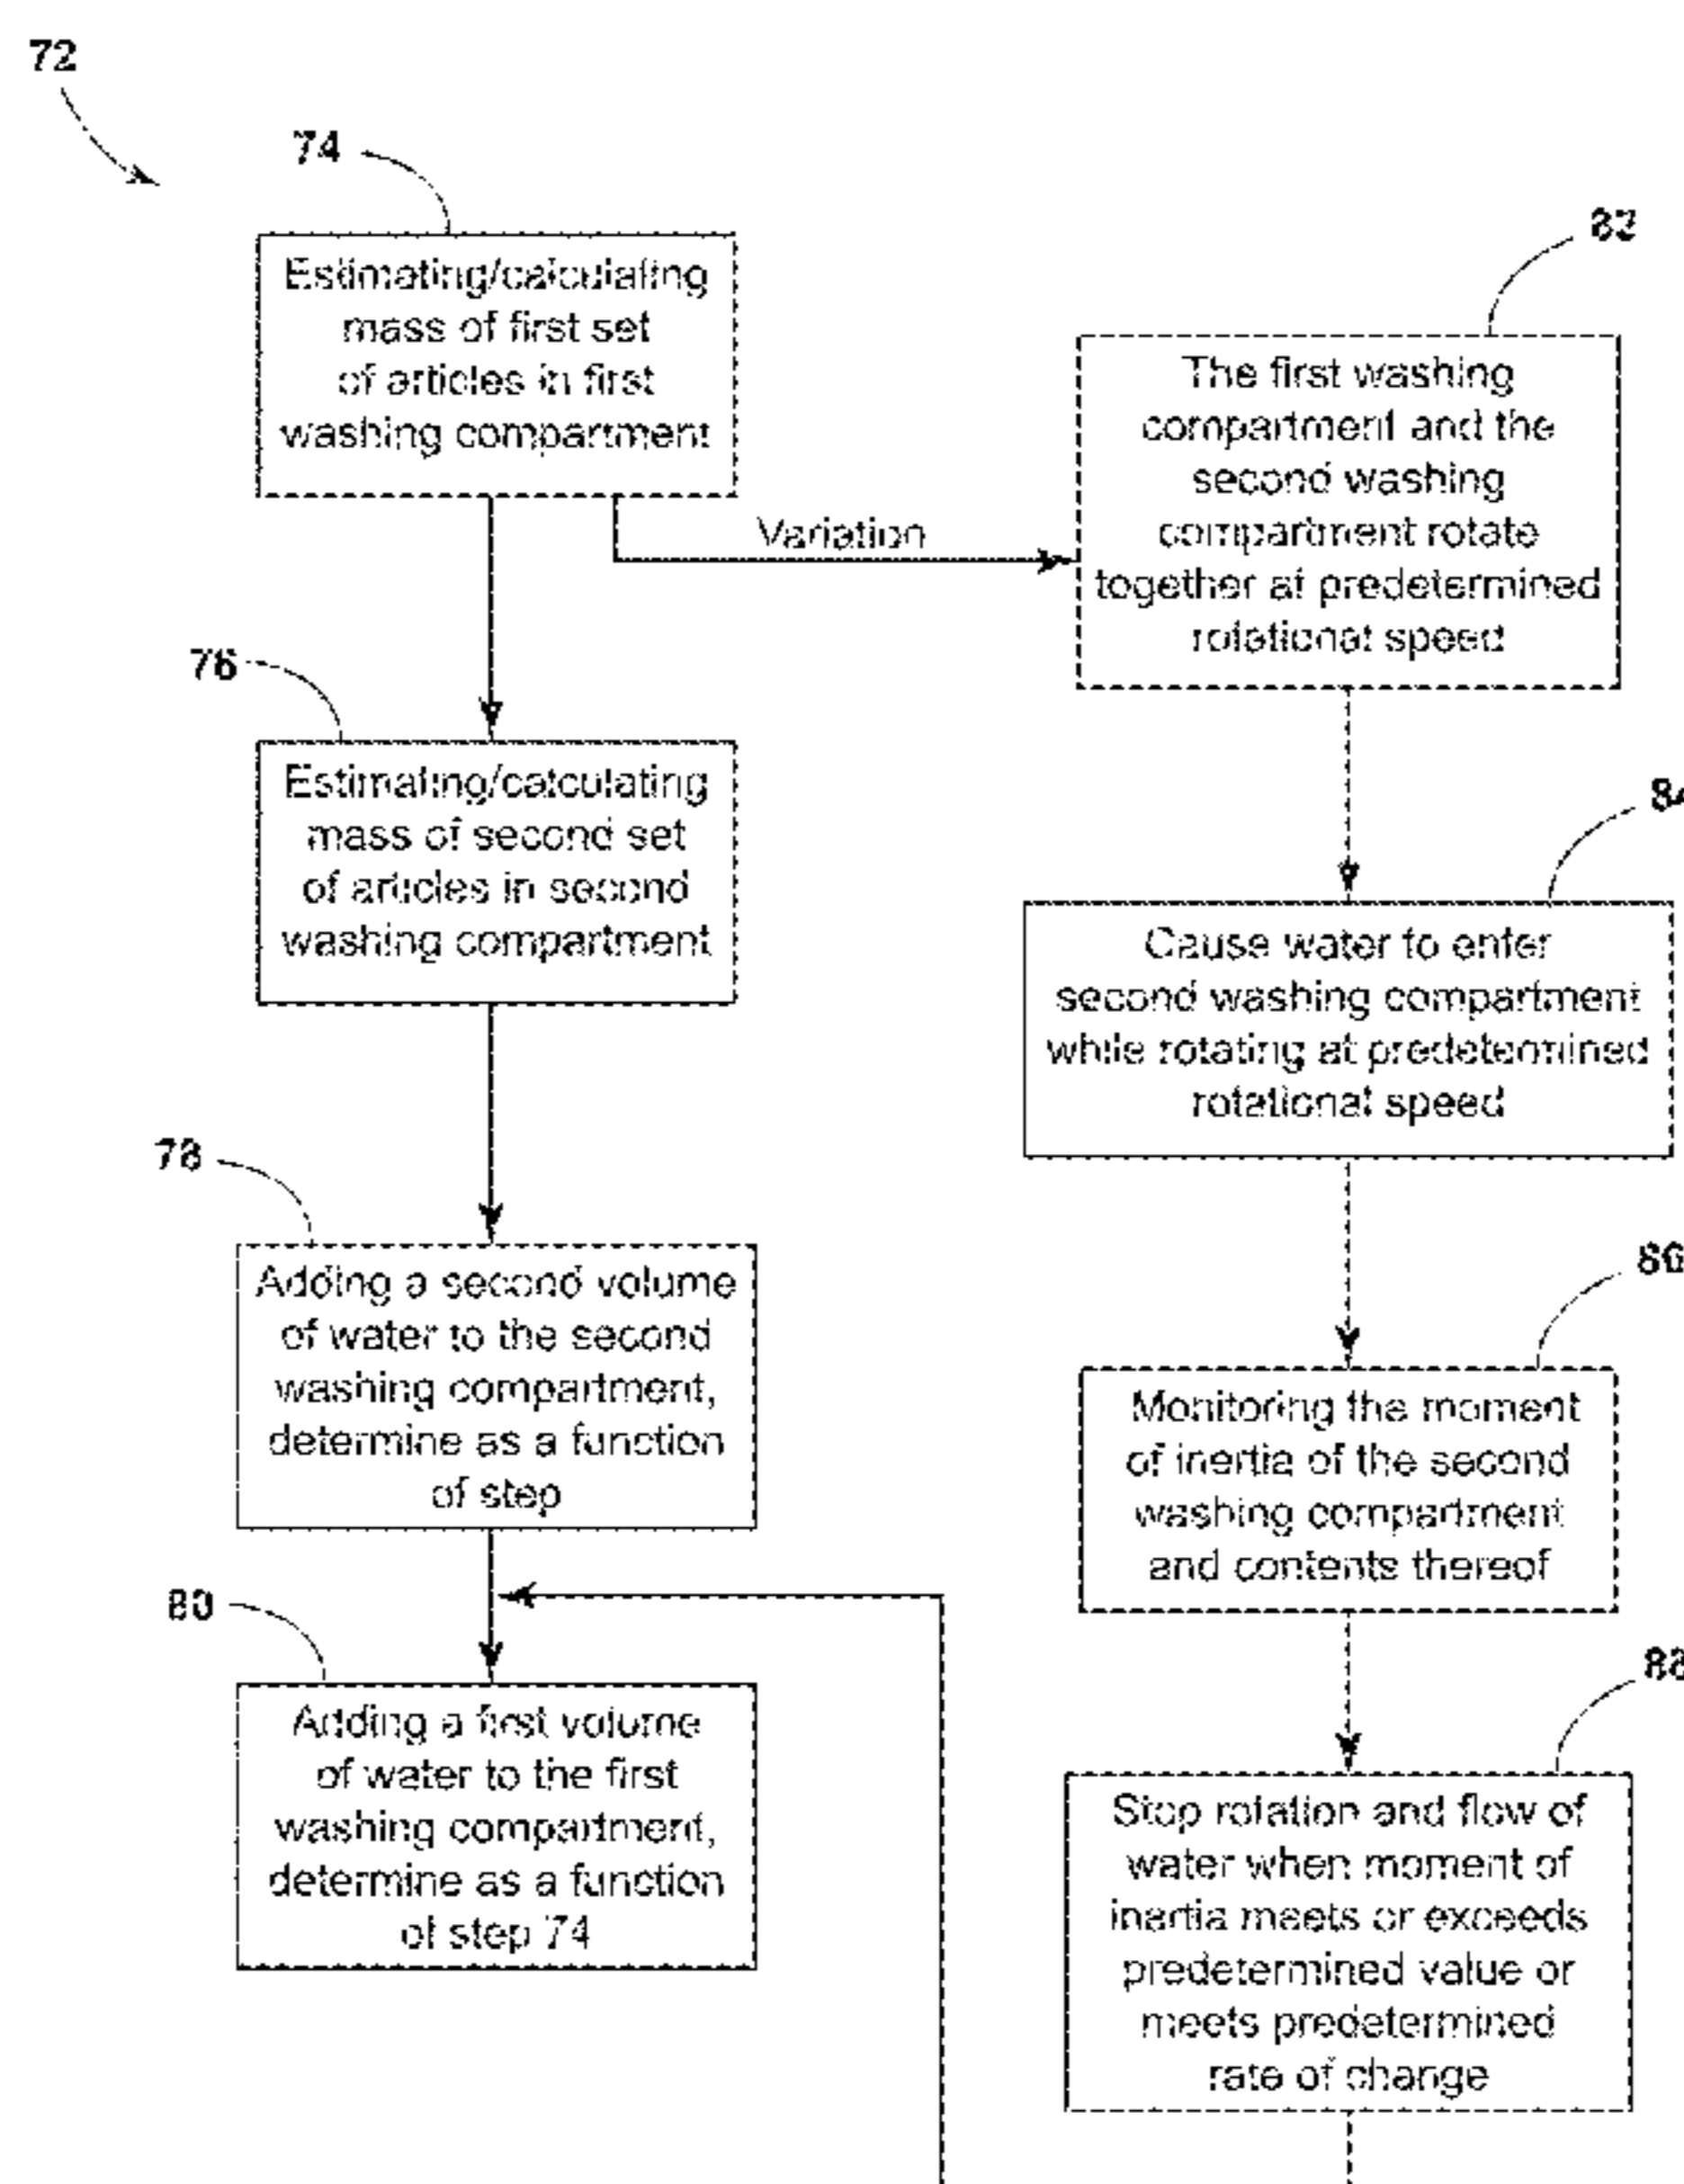 72
74
Estimating/calculating
mass of first set
of articles in first
washing compartment
Variation
76
Estimating/calculating
mass of second set
of articles in second
washing compartment
78
Adding a second volume
of water to the second
washing compartment,
determine as a function
of step
80
Adding a first volume
of water to the first
washing compartment,
determine as a function
of step 74
82
The first washing
compartment and the
second washing
compartment rotate
together at predetermined
rotational speed
84
Cause water to enter
second washing compartment
while rotating at predetermined
rotational speed
86
Monitoring the moment
of inertia of the second
washing compartment
and contents thereof
88
Stop rotation and flow of
water when moment of
inertia meets or exceeds
predetermined value or
meets predetermined
rate of change